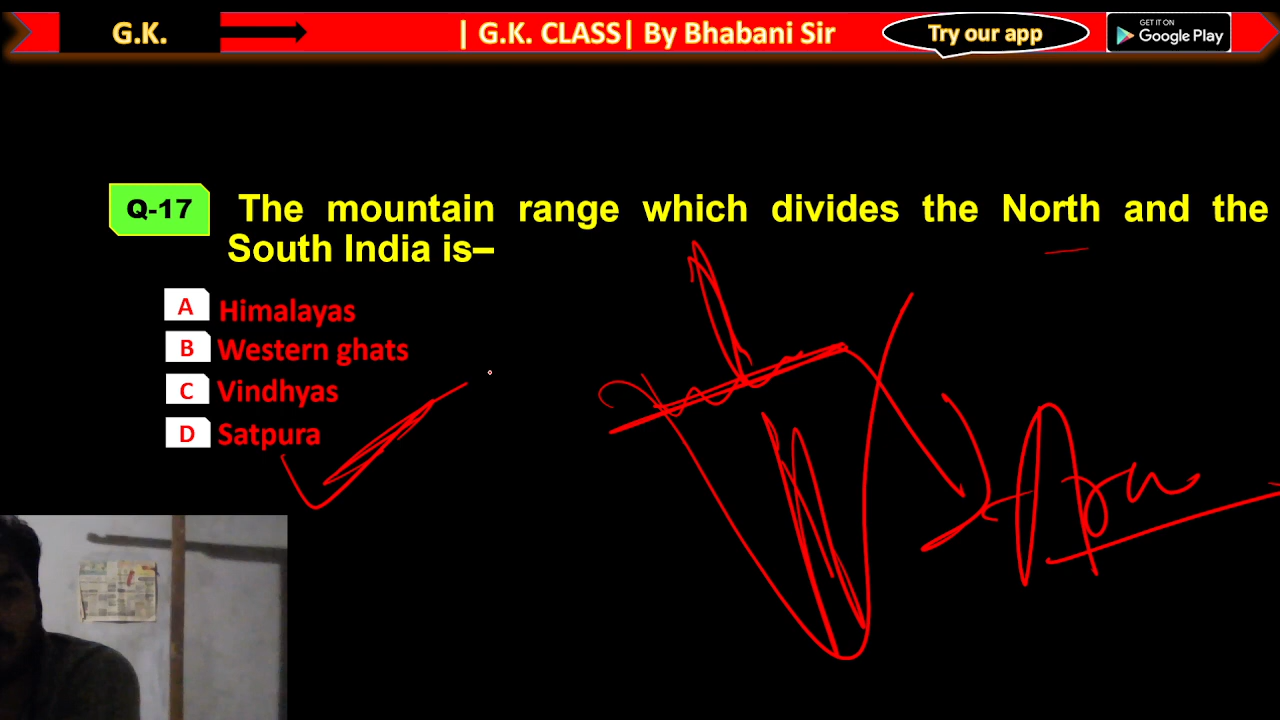 G.K.
| G.K. CLASS| By Bhabani Sir
Try our app
GET IT ON
Google Play
Q-17 The mountain range which divides the North and the
South India is–
A Himalayas
B Western ghats
C Vindhyas
D Satpura